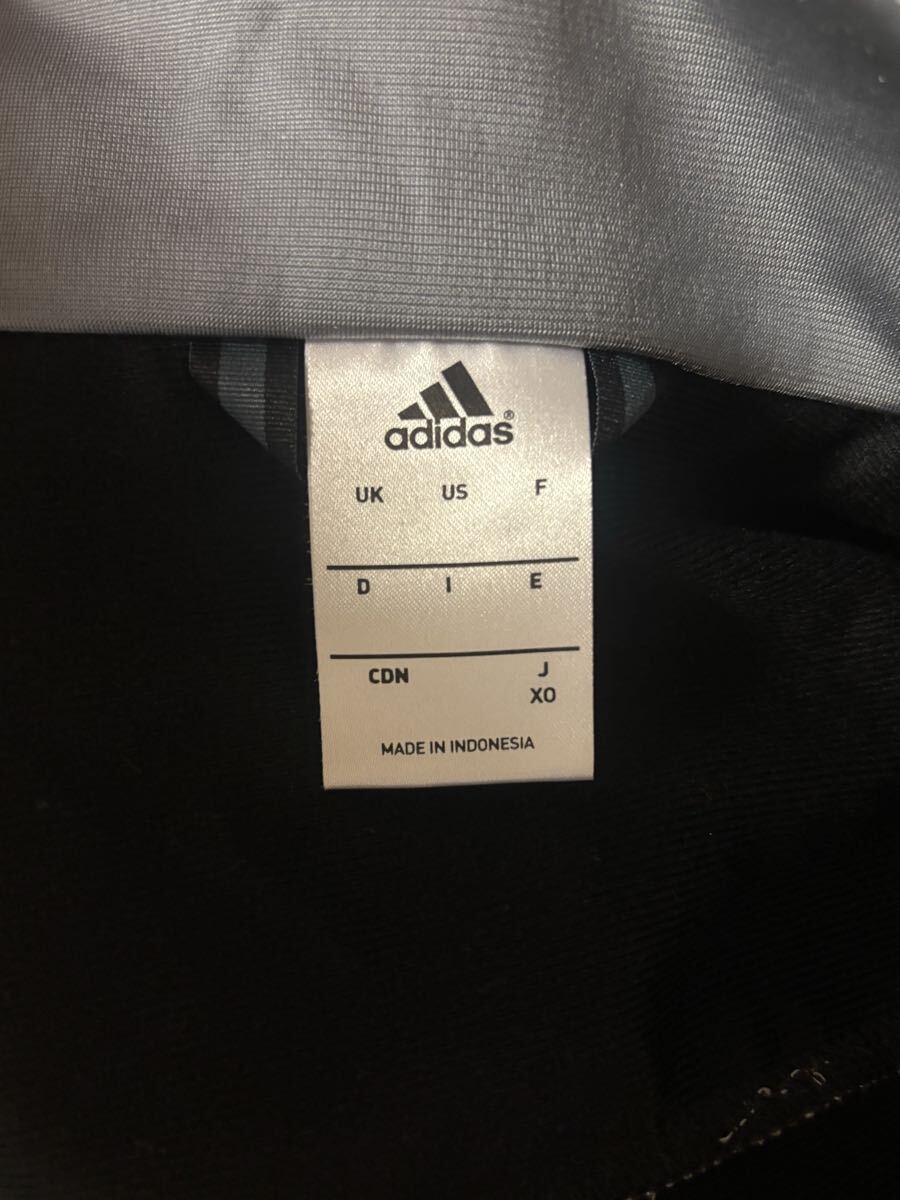 adidas®
UK US F
D I E
CDN J
XO
MADE IN INDONESIA